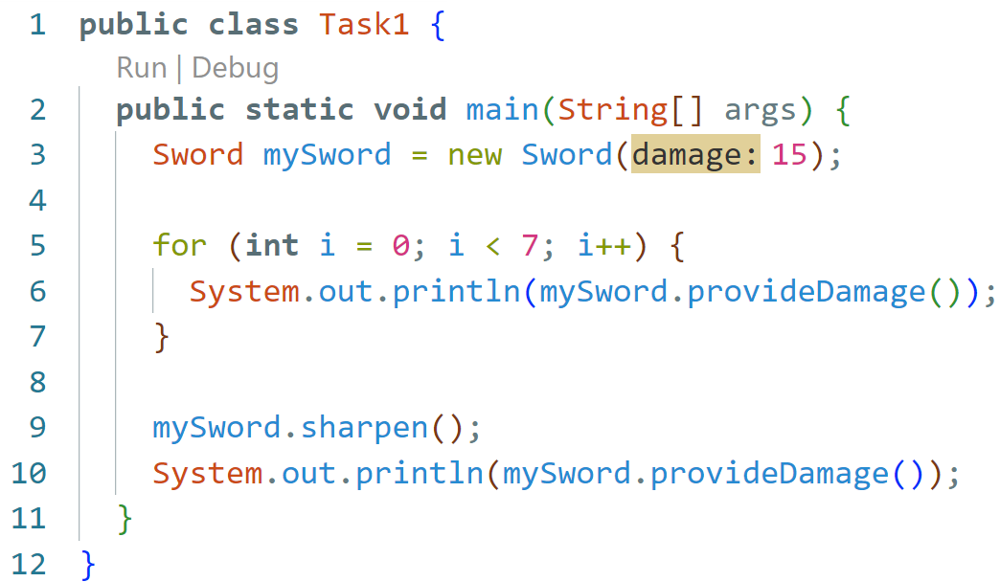 1 public class Task1 {
Run | Debug
2 public static void main(String[] args) {
3 Sword mySword = new Sword(damage: 15);
4
5 for (int i = 0; i < 7; i++) {
6 System.out.println(mySword.provideDamage());
7 }
8
9 mySword.sharpen();
10 System.out.println(mySword.provideDamage());
11 }
12 }